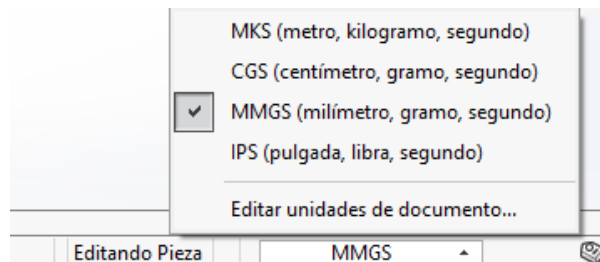 MKS (metro, kilogramo, segundo)
CGS (centímetro, gramo, segundo)
MMGS (milímetro, gramo, segundo)
IPS (pulgada, libra, segundo)
Editar unidades de documento...
Editando Pieza MMGS